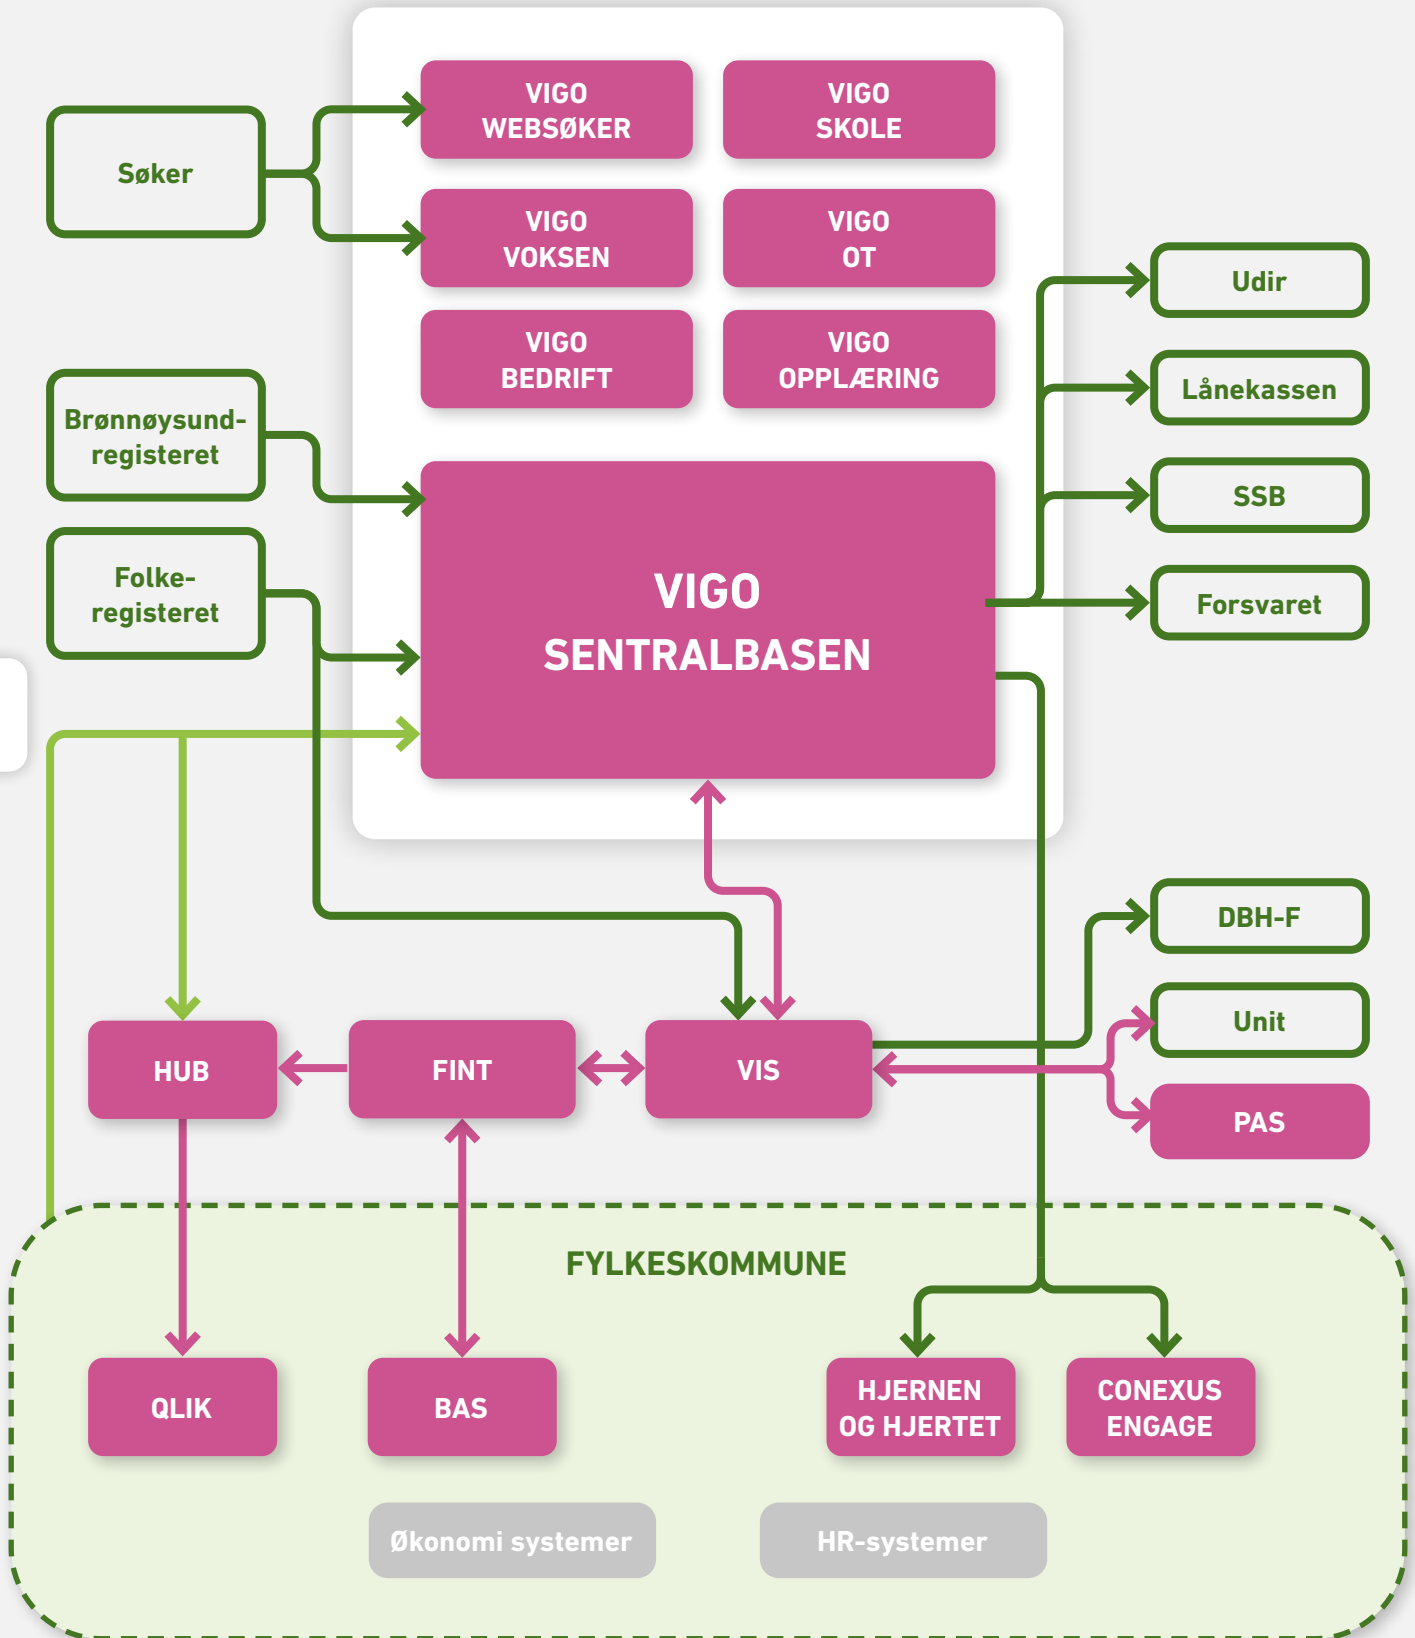 VIGO
WEBSØKER
VIGO
SKOLE
Søker
VIGO
VOKSEN
VIGO
OT
Udir
VIGO
BEDRIFT
VIGO
OPPLÆRING
Lånekassen
Brønnøysund-
registeret
SSB
Folke-
registeret
VIGO
SENTRALBASEN
Forsvaret
DBH-F
Unit
HUB
FINT
VIS
PAS
FYLKESKOMMUNE
QLIK
BAS
HJERNEN
OG HJERTET
CONEXUS
ENGAGE
Økonomi systemer
HR-systemer